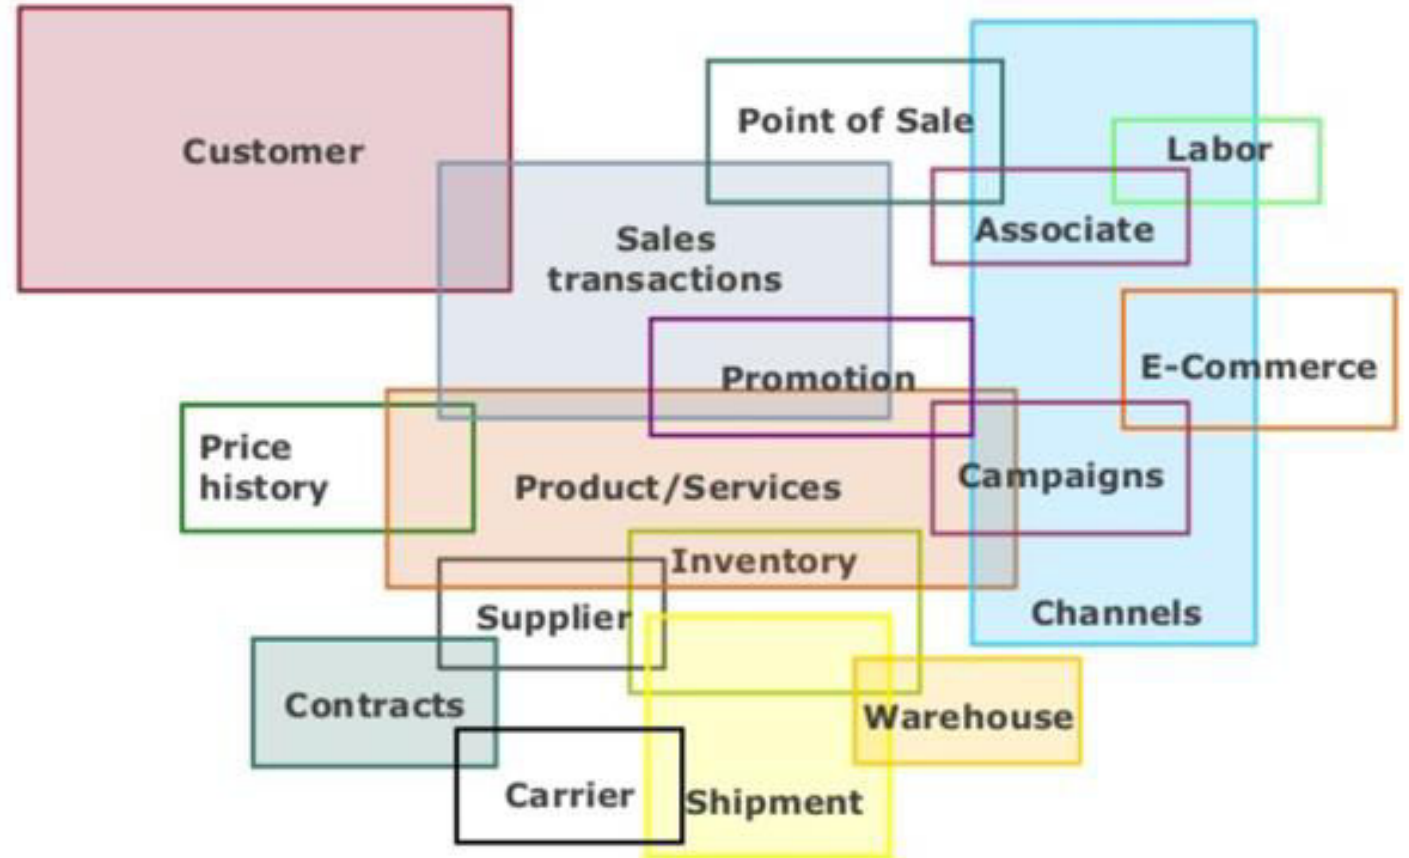 Customer
Point of Sale
Labor
Sales
transactions
Associate
Promotion
E-Commerce
Price
history
Product/Services
Campaigns
Inventory
Supplier
Channels
Contracts
Warehouse
Carrier
Shipment